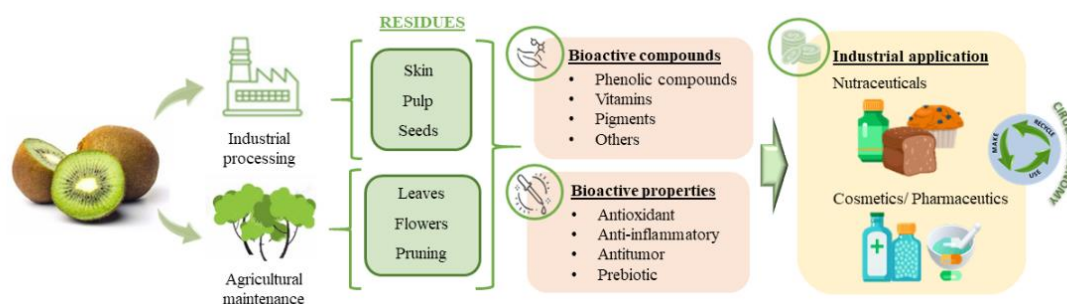 RESIDUES
Industrial
processing
Agricultural
maintenance
Skin
Pulp
Seeds
Leaves
Flowers
Pruning
Bioactive compounds
• Phenolic compounds
• Vitamins
• Pigments
• Others
Bioactive properties
• Antioxidant
• Anti-inflammatory
• Antitumor
• Prebiotic
Industrial application
Nutraceuticals
Cosmetics/ Pharmaceutics
MAKE
RECYCLE
USE